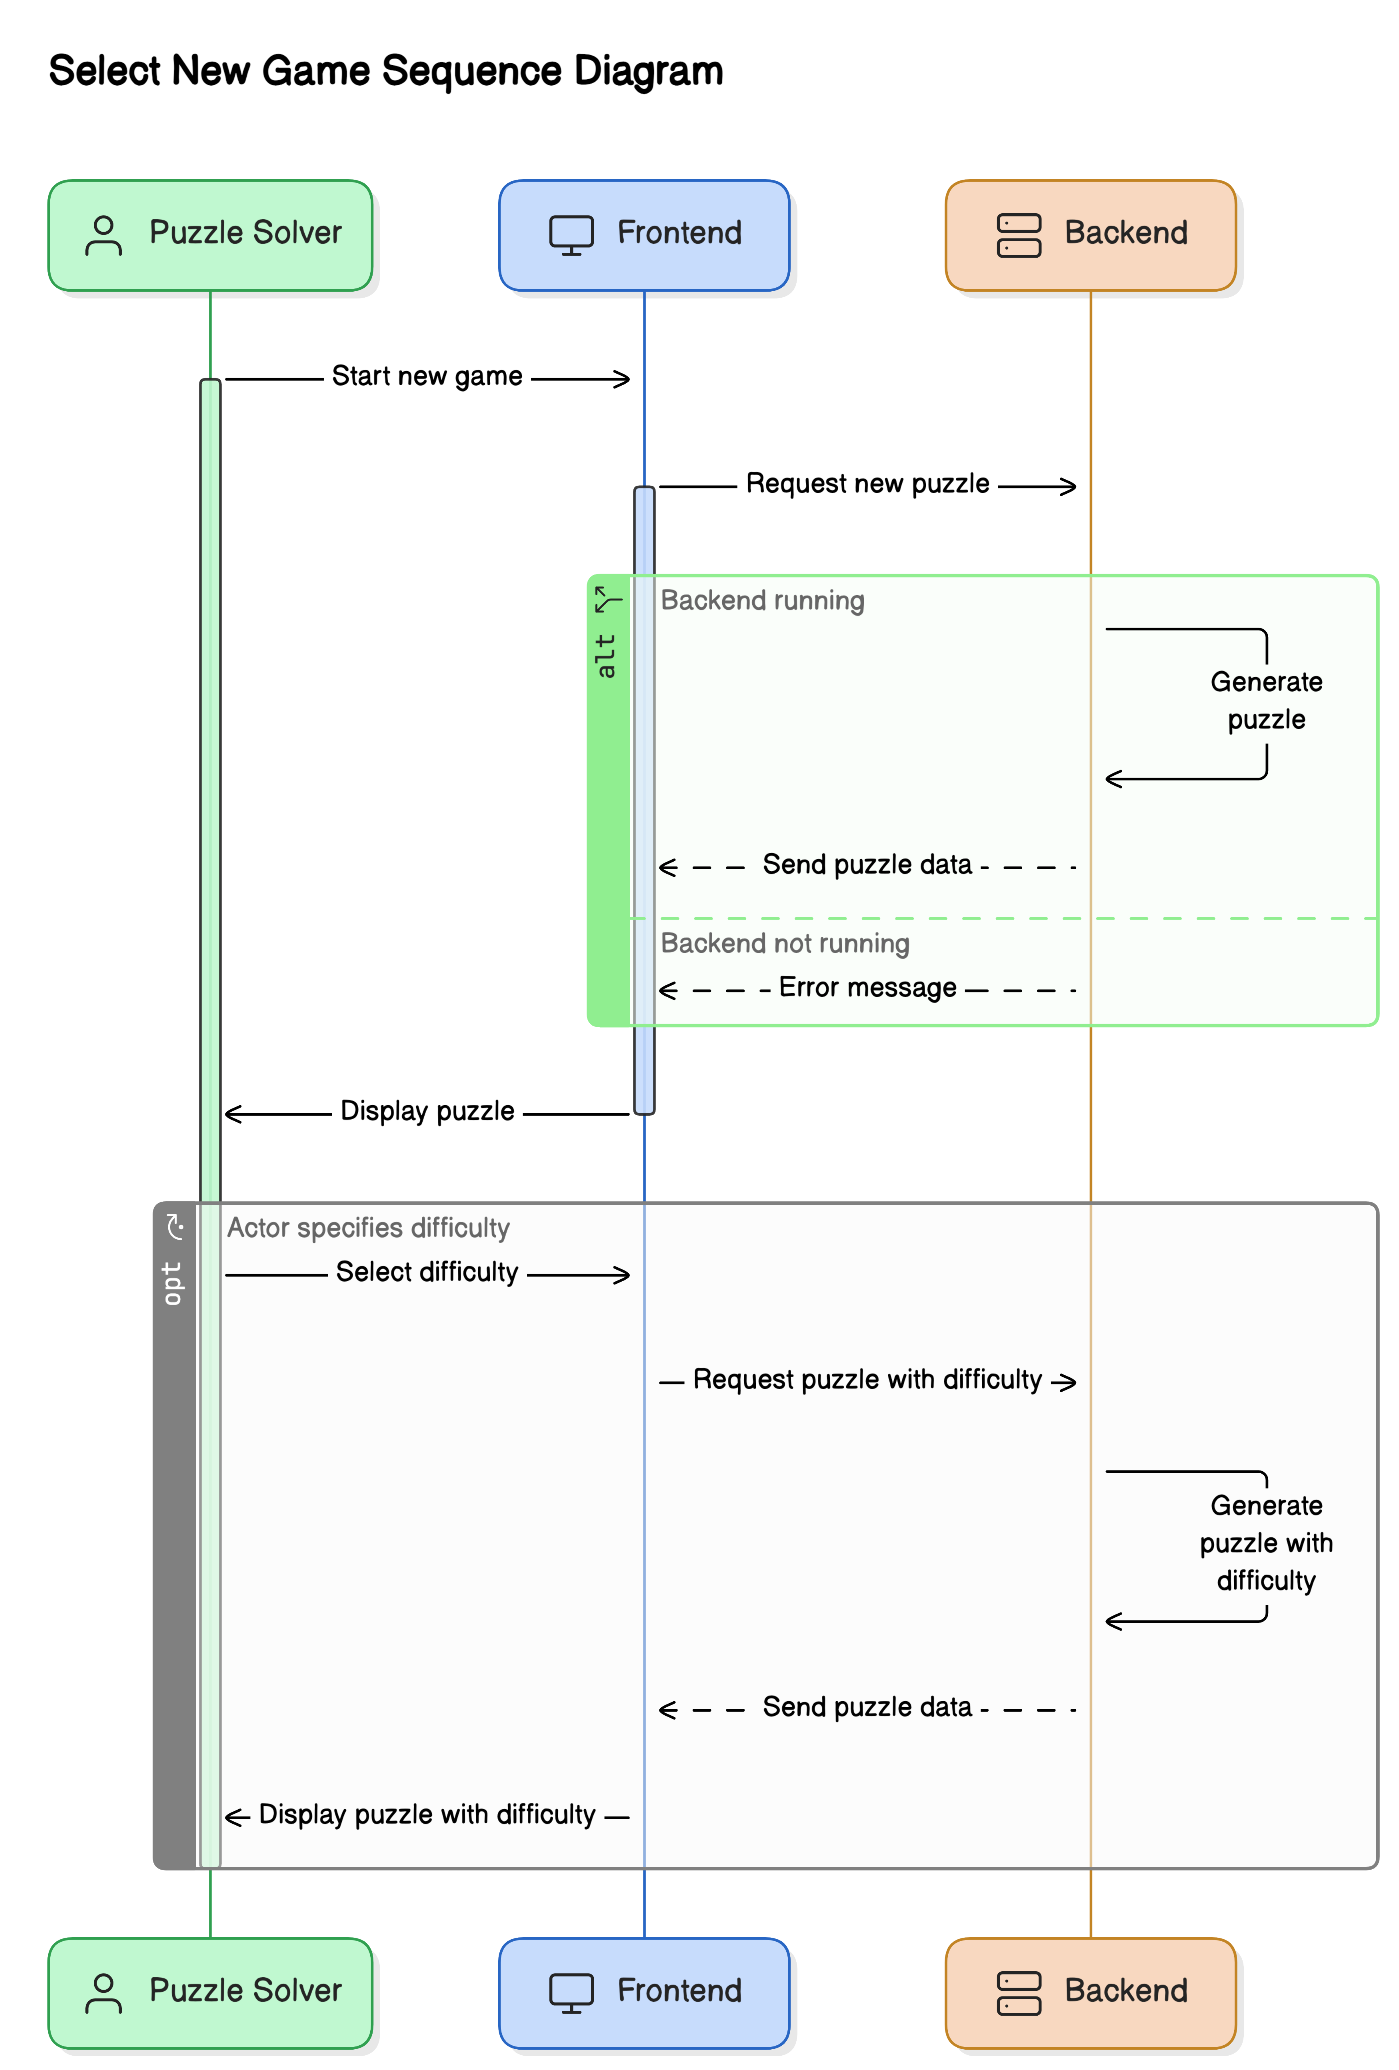 Select New Game Sequence Diagram
Puzzle Solver
Frontend
Backend
Start new game
Request new puzzle
alt
Backend running
Generate
puzzle
Send puzzle data
Backend not running
Error message
Display puzzle
opt
Actor specifies difficulty
Select difficulty
Request puzzle with difficulty
Generate
puzzle with
difficulty
Send puzzle data
Display puzzle with difficulty
Puzzle Solver
Frontend
Backend